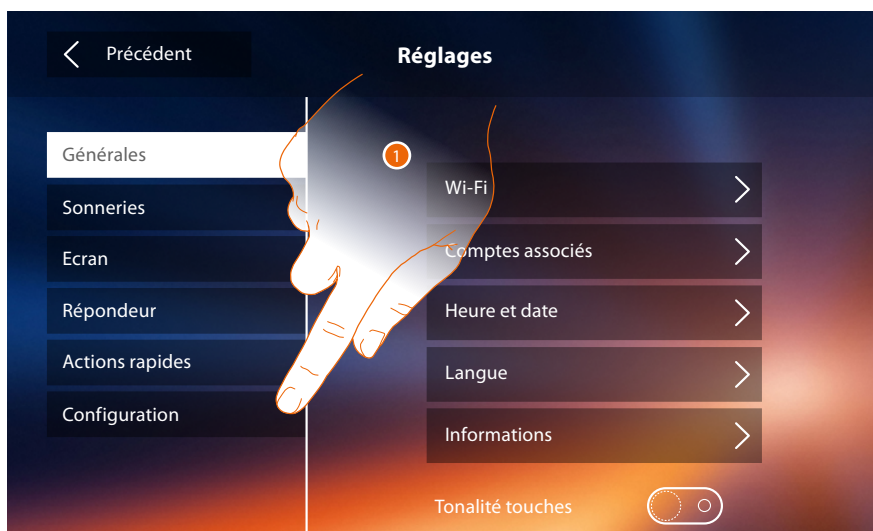 Précédent
Réglages
Générales
Sonneries
Ecran
Répondeur
Actions rapides
Configuration
1
Wi-Fi
Comptes associés
Heure et date
Langue
Informations
Tonalité touches